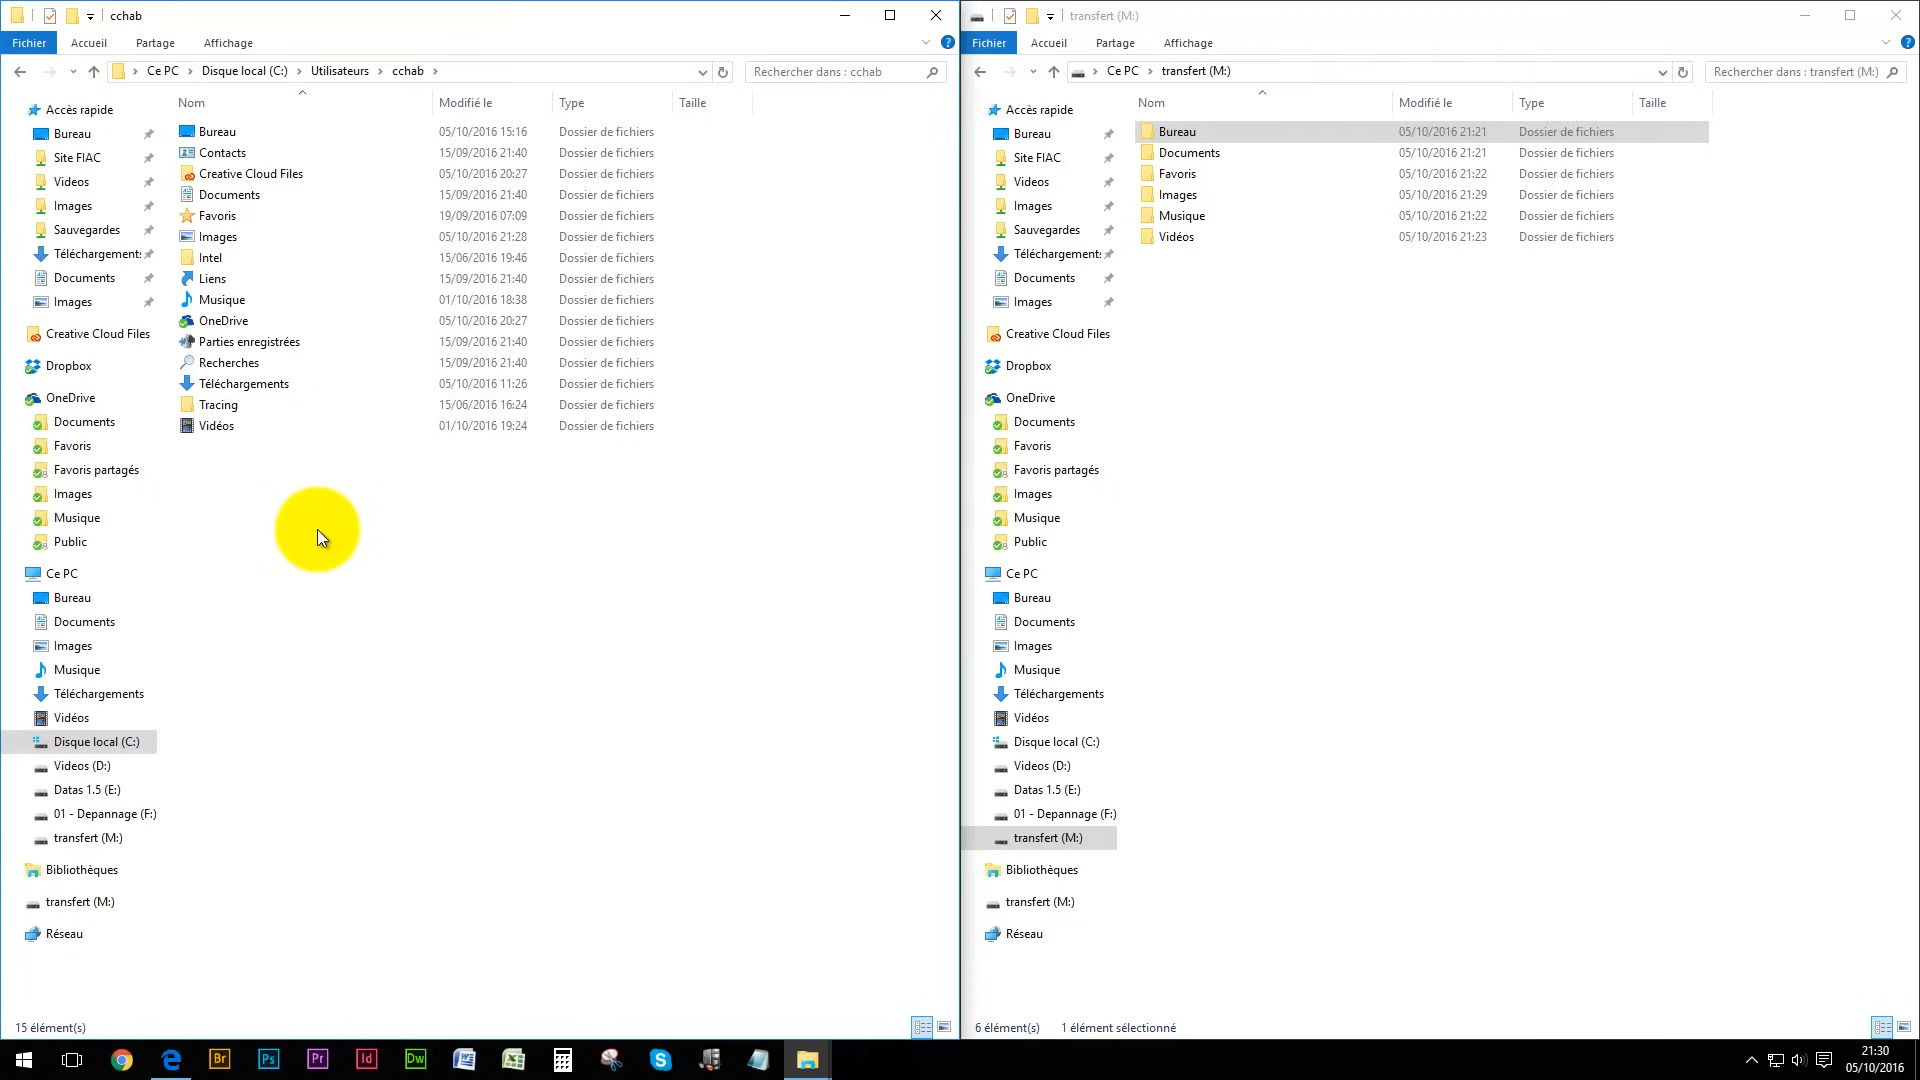 cchab
Fichier Accueil Partage Affichage
Ce PC Disque local (C:) Utilisateurs cchab
Rechercher dans : cchab
Nom Modifié le Type Taille
Accès rapide
Bureau
Site FIAC
Videos
Images
Sauvegardes
Téléchargement:
Documents
Images
Creative Cloud Files
Dropbox
OneDrive
Documents
Favoris
Favoris partagés
Images
Musique
Public
Ce PC
Bureau
Documents
Images
Musique
Téléchargements
Vidéos
Disque local (C:)
Videos (D:)
Datas 1.5 (E:)
01 - Depannage (F:)
transfert (M:)
Bibliothèques
transfert (M:)
Réseau
Bureau 05/10/2016 15:16 Dossier de fichiers
Contacts 15/09/2016 21:40 Dossier de fichiers
Creative Cloud Files 05/10/2016 20:27 Dossier de fichiers
Documents 15/09/2016 21:40 Dossier de fichiers
Favoris 19/09/2016 07:09 Dossier de fichiers
Images 05/10/2016 21:28 Dossier de fichiers
Intel 15/06/2016 19:46 Dossier de fichiers
Liens 15/09/2016 21:40 Dossier de fichiers
Musique 01/10/2016 18:38 Dossier de fichiers
OneDrive 05/10/2016 20:27 Dossier de fichiers
Parties enregistrées 15/09/2016 21:40 Dossier de fichiers
Recherches 15/09/2016 21:40 Dossier de fichiers
Téléchargements 05/10/2016 11:26 Dossier de fichiers
Tracing 15/06/2016 16:24 Dossier de fichiers
Vidéos 01/10/2016 19:24 Dossier de fichiers
15 élément(s)
transfert (M:)
Fichier Accueil Partage Affichage
Ce PC transfert (M:)
Rechercher dans : transfert (M:)
Nom Modifié le Type Taille
Accès rapide
Bureau
Site FIAC
Videos
Images
Sauvegardes
Téléchargement:
Documents
Images
Creative Cloud Files
Dropbox
OneDrive
Documents
Favoris
Favoris partagés
Images
Musique
Public
Ce PC
Bureau
Documents
Images
Musique
Téléchargements
Vidéos
Disque local (C:)
Videos (D:)
Datas 1.5 (E:)
01 - Depannage (F:)
transfert (M:)
Bibliothèques
transfert (M:)
Réseau
Bureau 05/10/2016 21:21 Dossier de fichiers
Documents 05/10/2016 21:21 Dossier de fichiers
Favoris 05/10/2016 21:22 Dossier de fichiers
Images 05/10/2016 21:29 Dossier de fichiers
Musique 05/10/2016 21:22 Dossier de fichiers
Vidéos 05/10/2016 21:23 Dossier de fichiers
6 élément(s) 1 élément sélectionné
Br Ps Pr Id Dw
21:30
05/10/2016